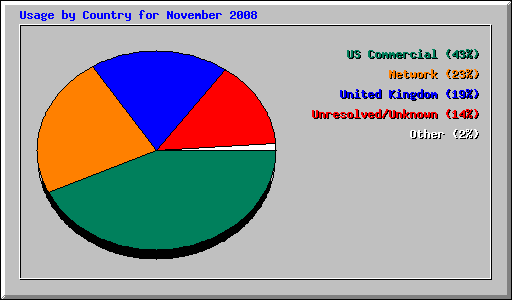 Usage by Country for November 2008
US Commercial (43%)
Network (23%)
United Kingdom (19%)
Unresolved/Unknown (14%)
Other (2%)